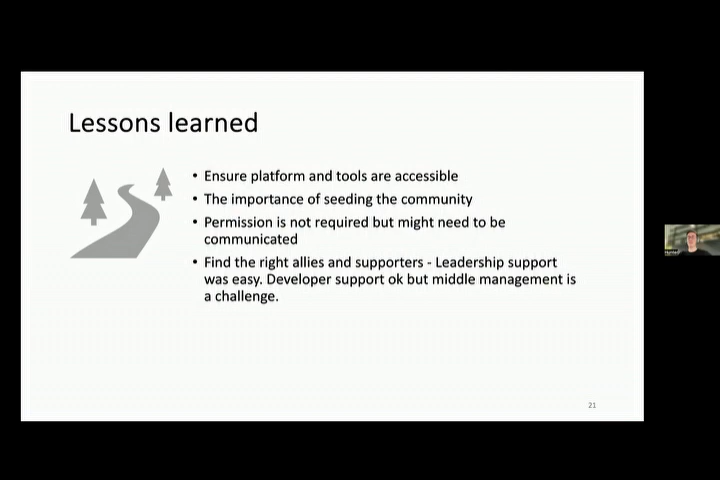 Lessons learned
• Ensure platform and tools are accessible
• The importance of seeding the community
• Permission is not required but might need to be
communicated
• Find the right allies and supporters - Leadership support
was easy. Developer support ok but middle management is
a challenge.
21